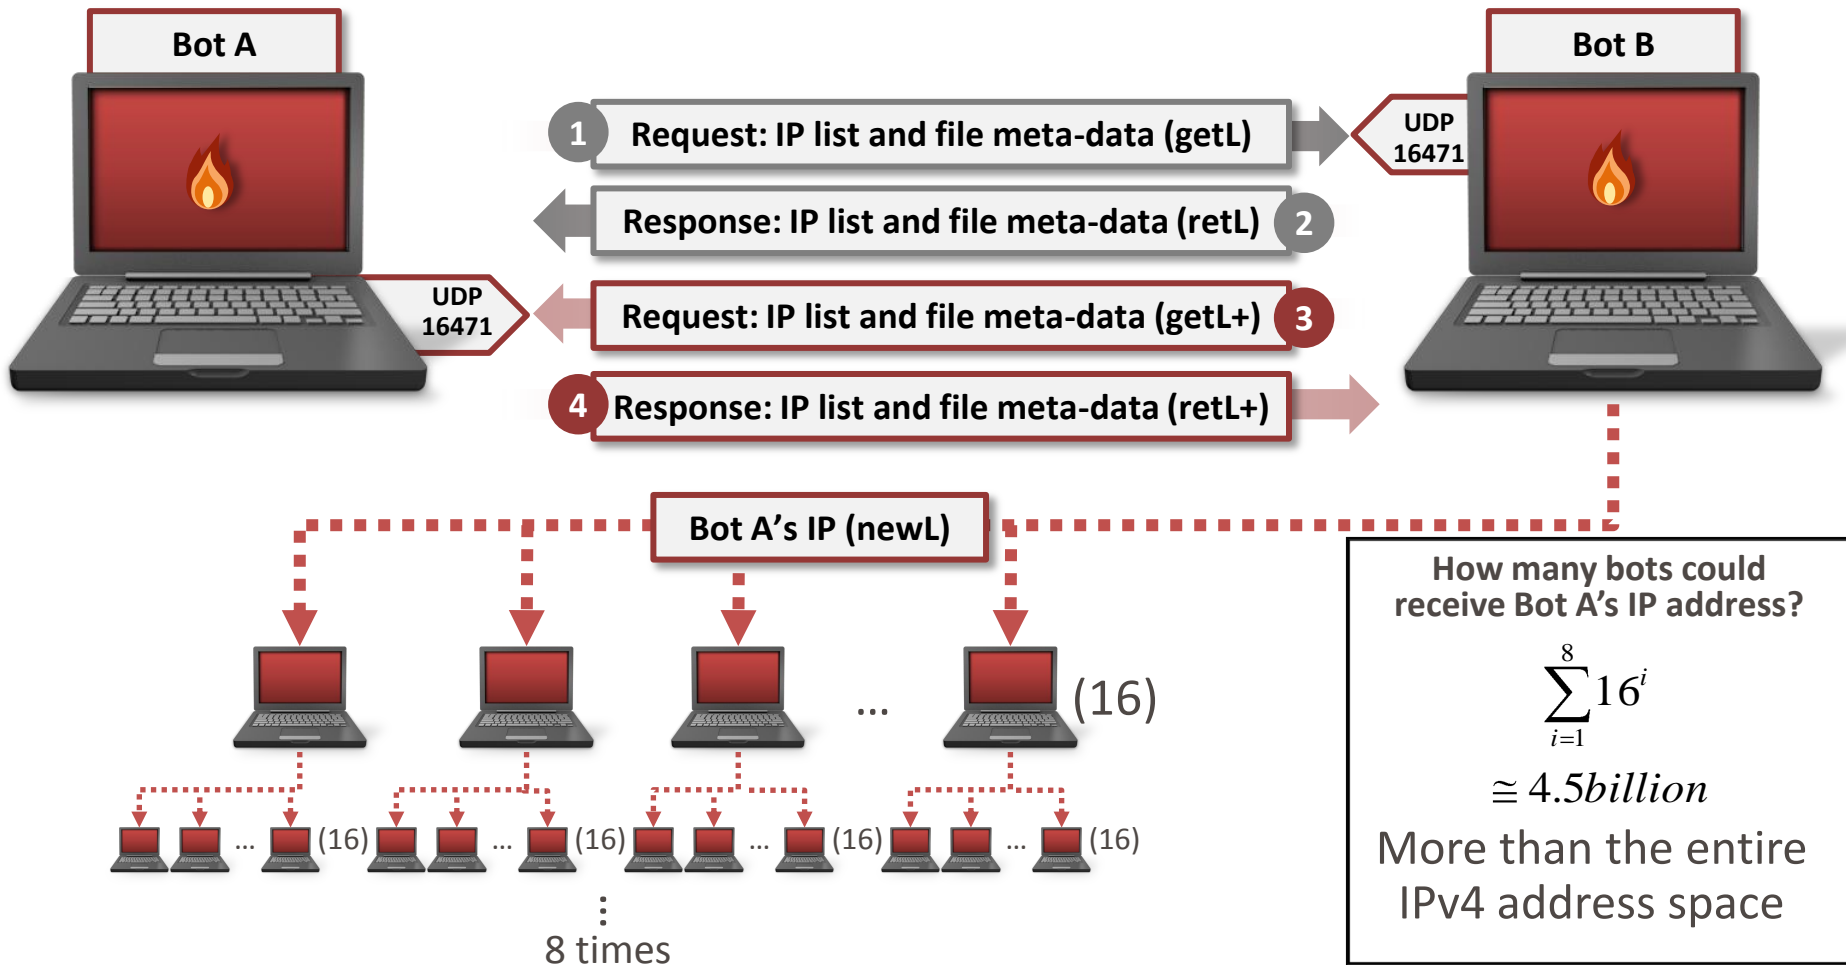 Bot A
Bot B
1 Request: IP list and file meta-data (getL)
UDP
16471
Response: IP list and file meta-data (retL) 2
UDP
16471
Request: IP list and file meta-data (getL+) 3
4 Response: IP list and file meta-data (retL+)
Bot A's IP (newL)
... (16)
... (16) ... (16) ... (16) ... (16)
8 times
How many bots could
receive Bot A's IP address?
8
∑ 16^i
i=1
≅ 4.5billion
More than the entire
IPv4 address space